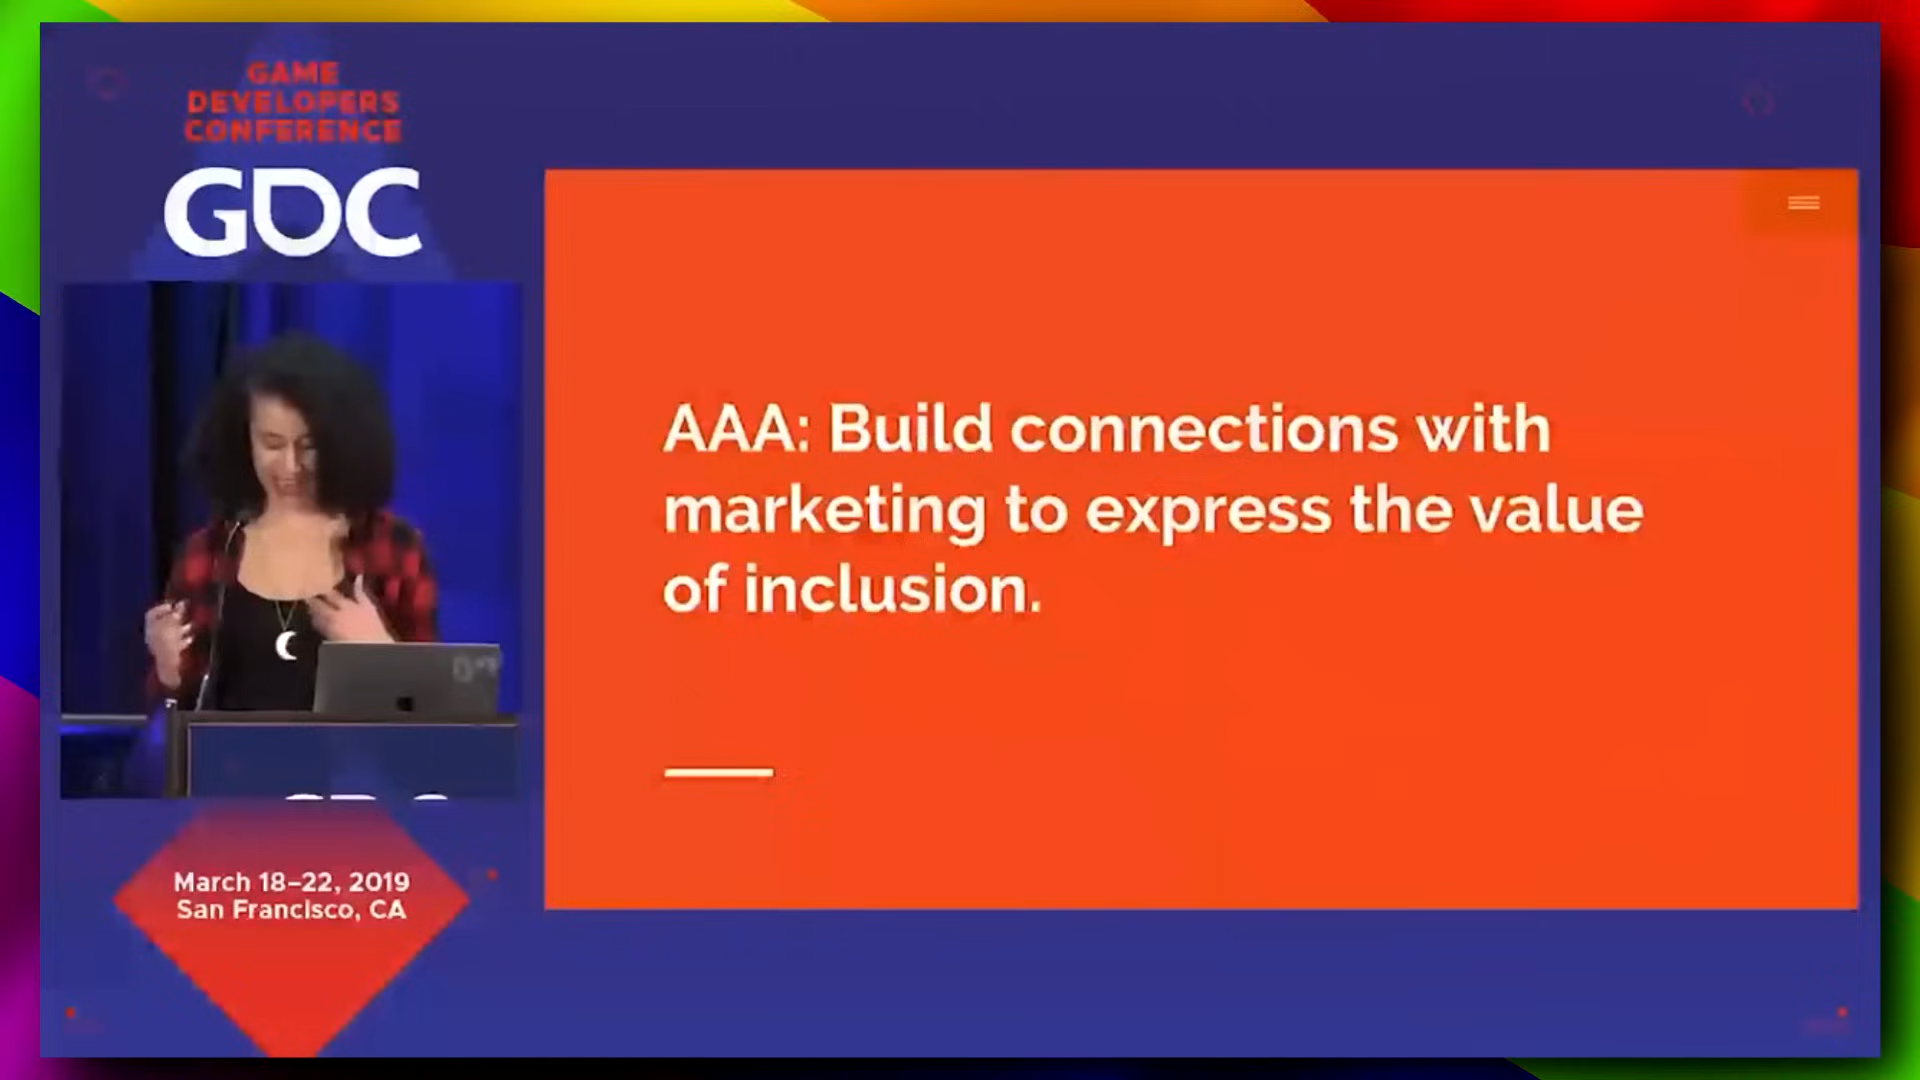 GAME
DEVELOPERS
CONFERENCE
GDC
AAA: Build connections with
marketing to express the value
of inclusion.
March 18–22, 2019
San Francisco, CA